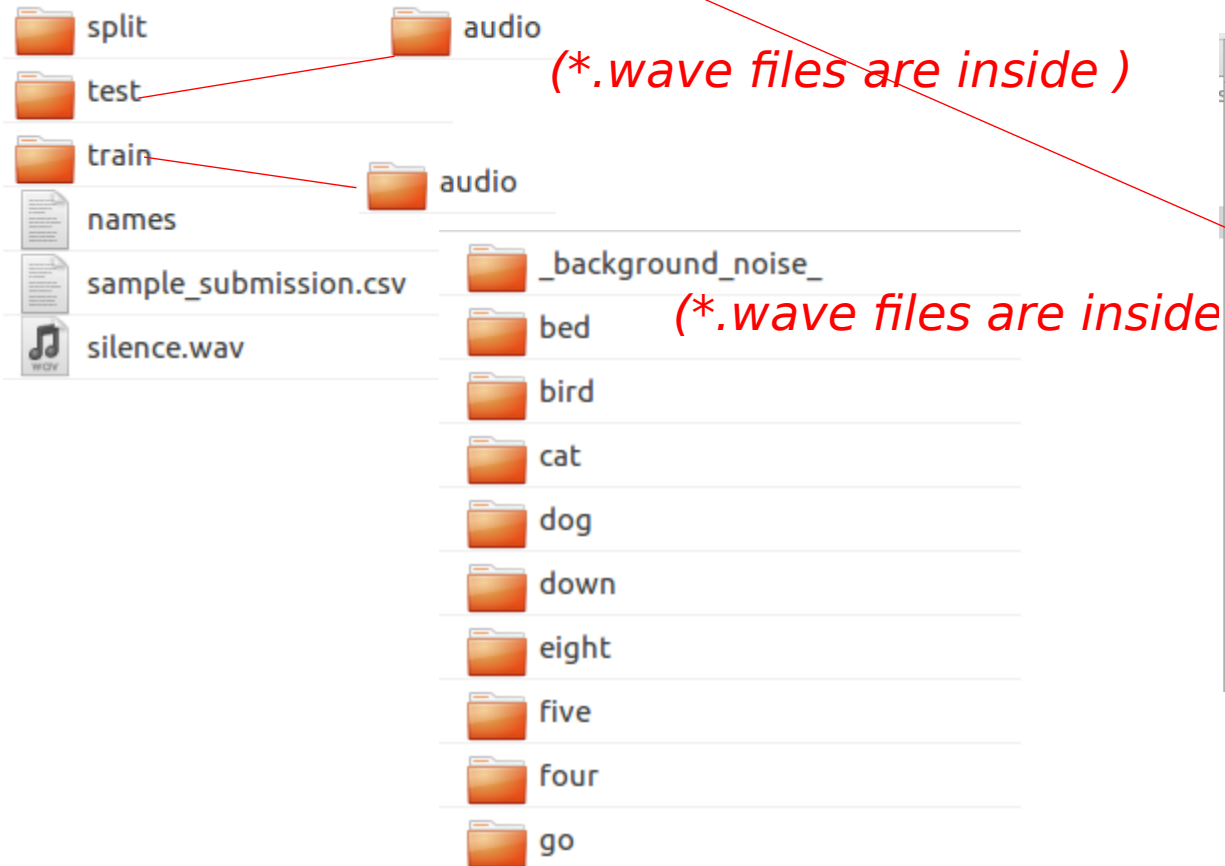 split
audio
(*.wave files are inside )
test
train
audio
names
_background_noise_
sample_submission.csv
(*.wave files are inside
bed
silence.wav
wav
bird
cat
dog
down
eight
five
four
go